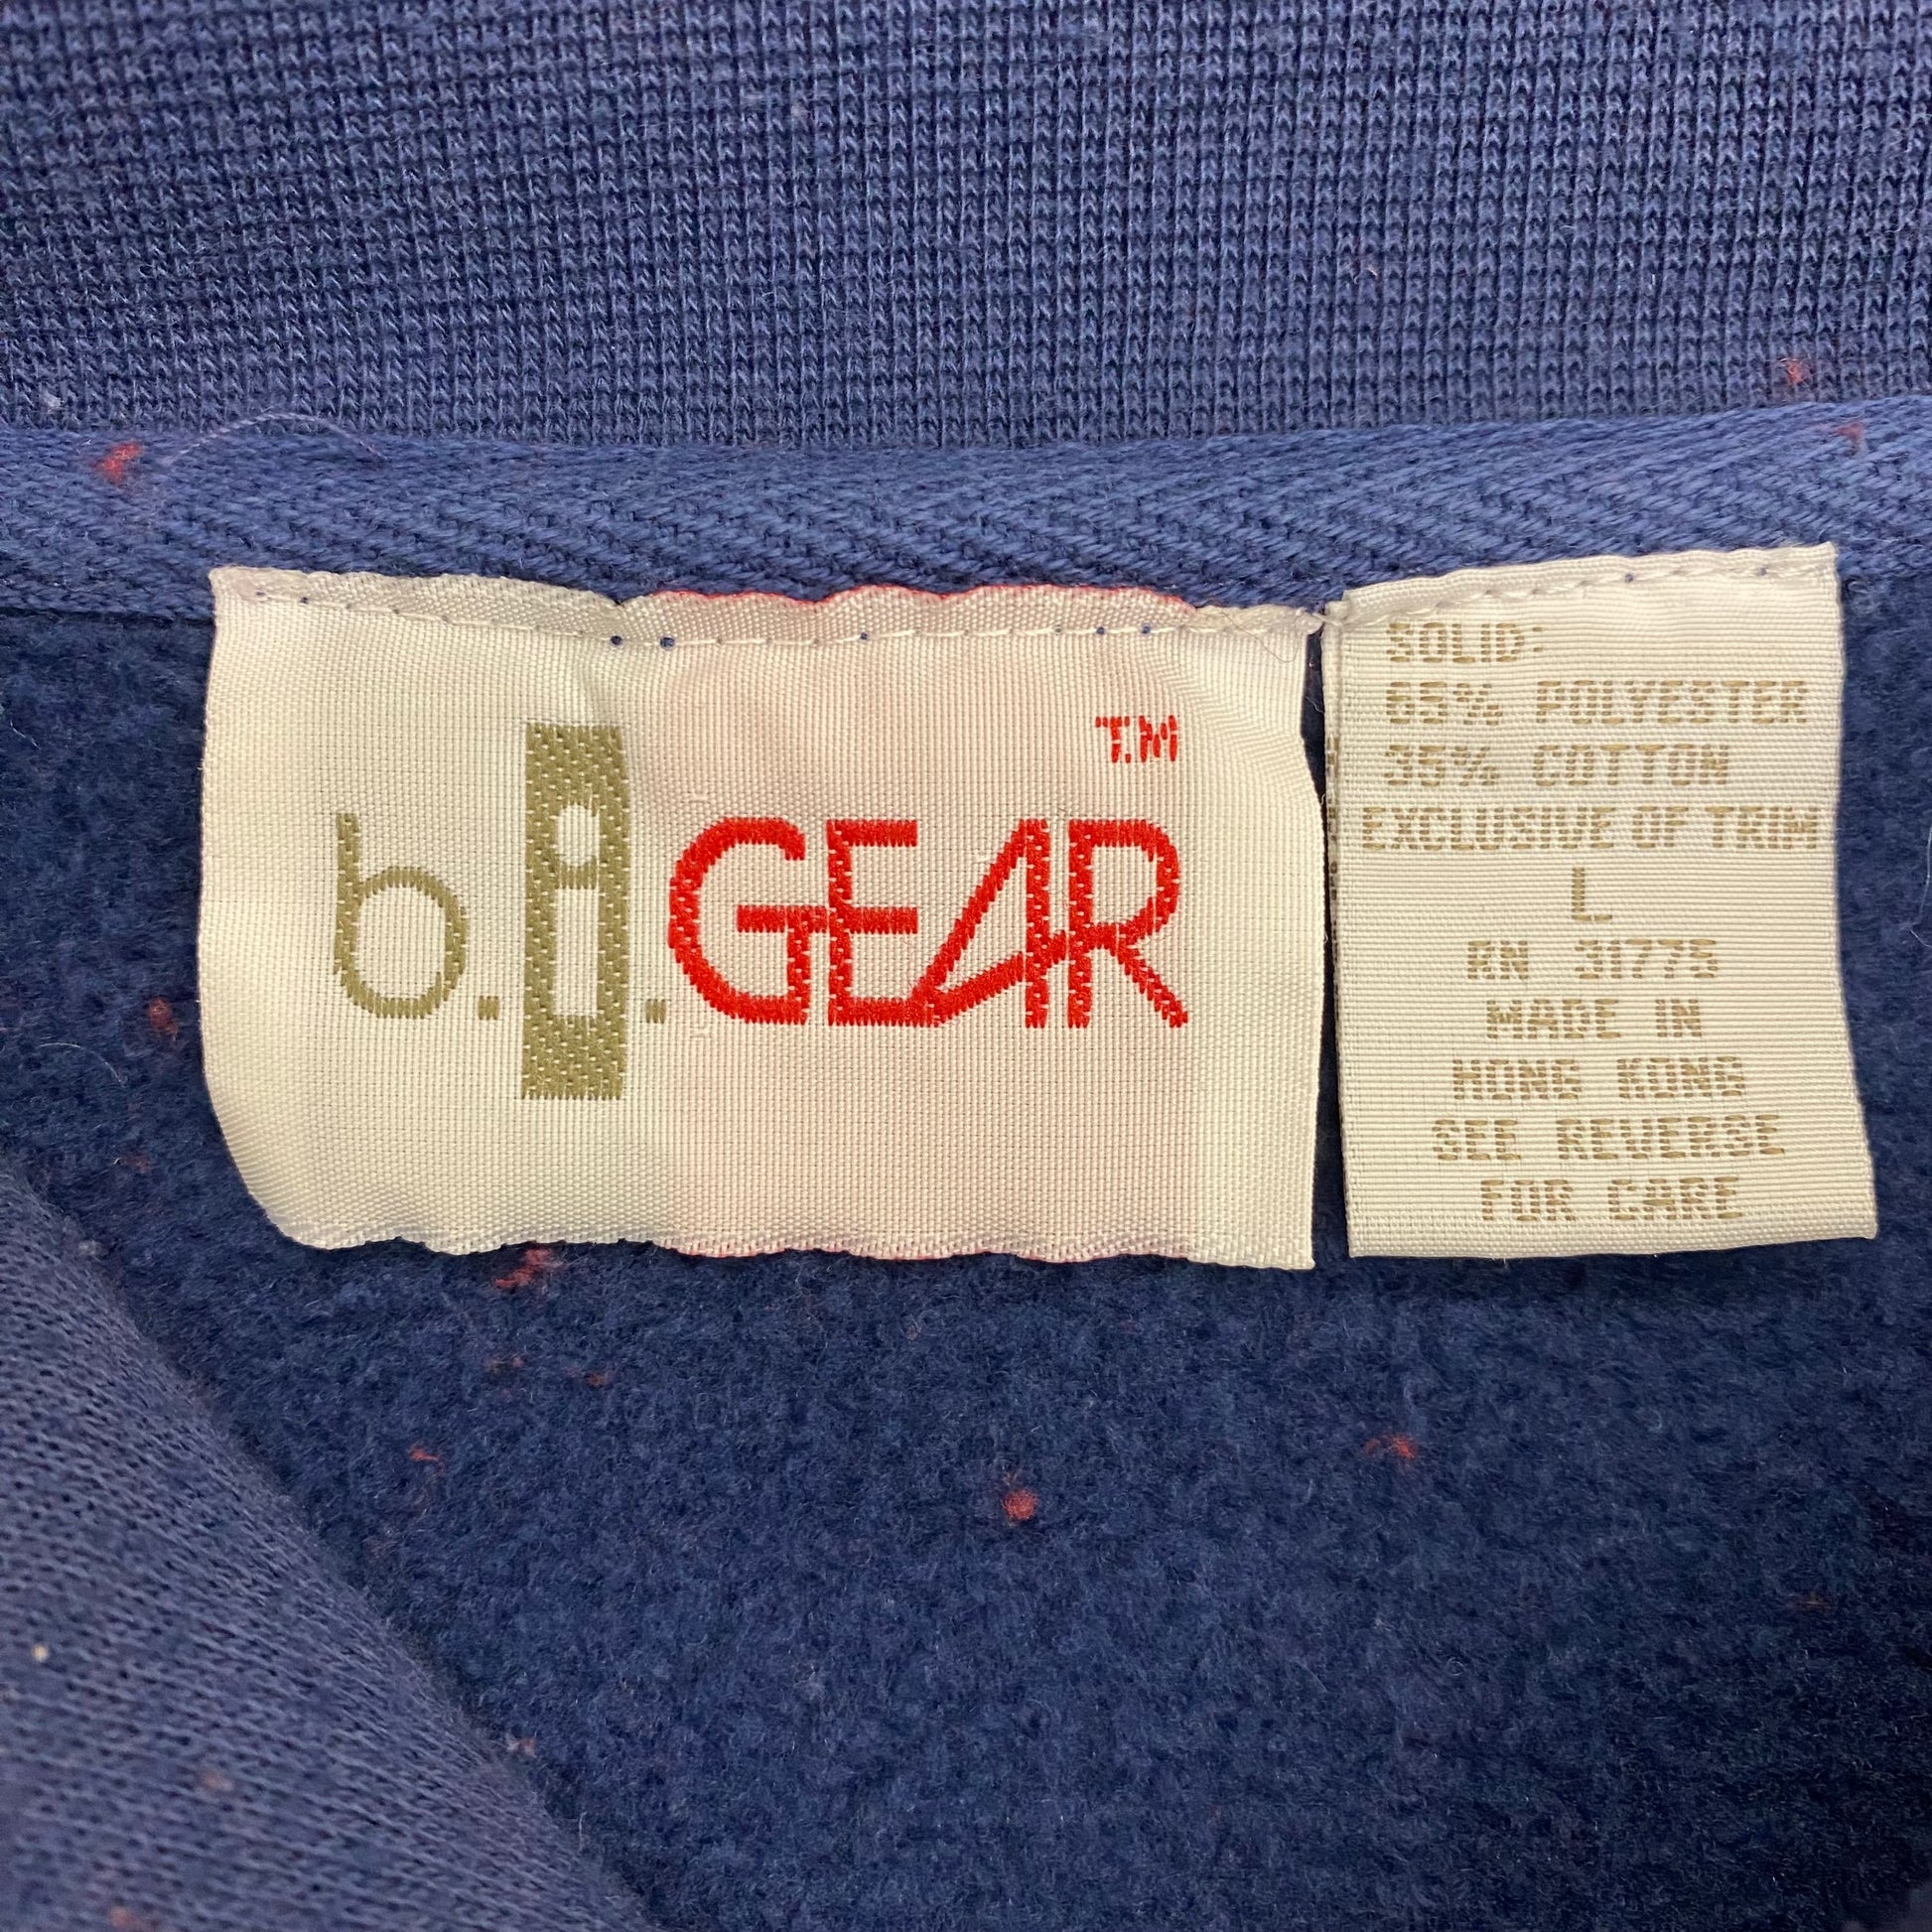 b.i.GEAR T.M
SOLID:
65% POLYESTER
35% COTTON
EXCLUSIVE OF TRIM
L
RN 31775
MADE IN
HONG KONG
SEE REVERSE
FOR CARE